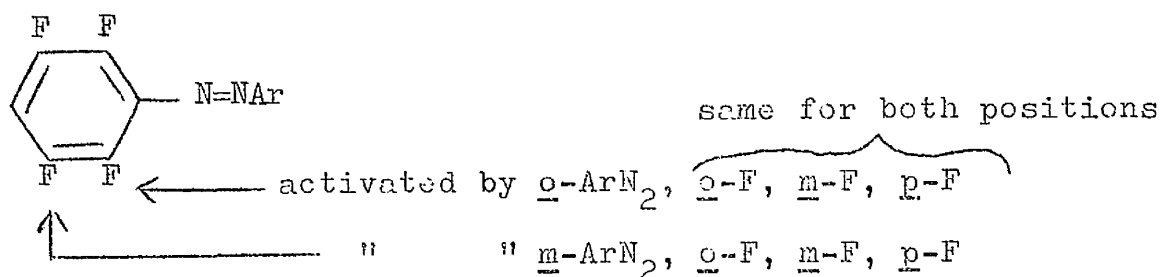 F F
N=NAr
same for both positions
F F
activated by o-ArN2, o-F, m-F, p-F
" " m-ArN2, o-F, m-F, p-F